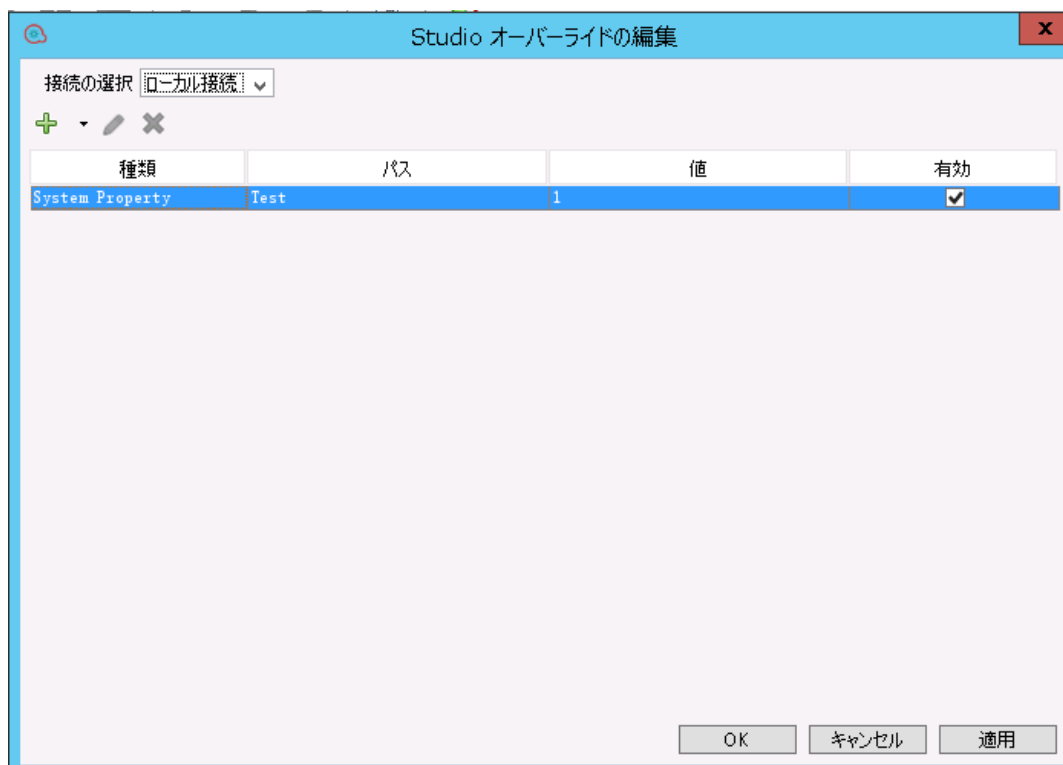 Studio オーバーライドの編集
x
接続の選択 ローカル接続
種類 パス 値 有効
System Property Test 1
OK キャンセル 適用